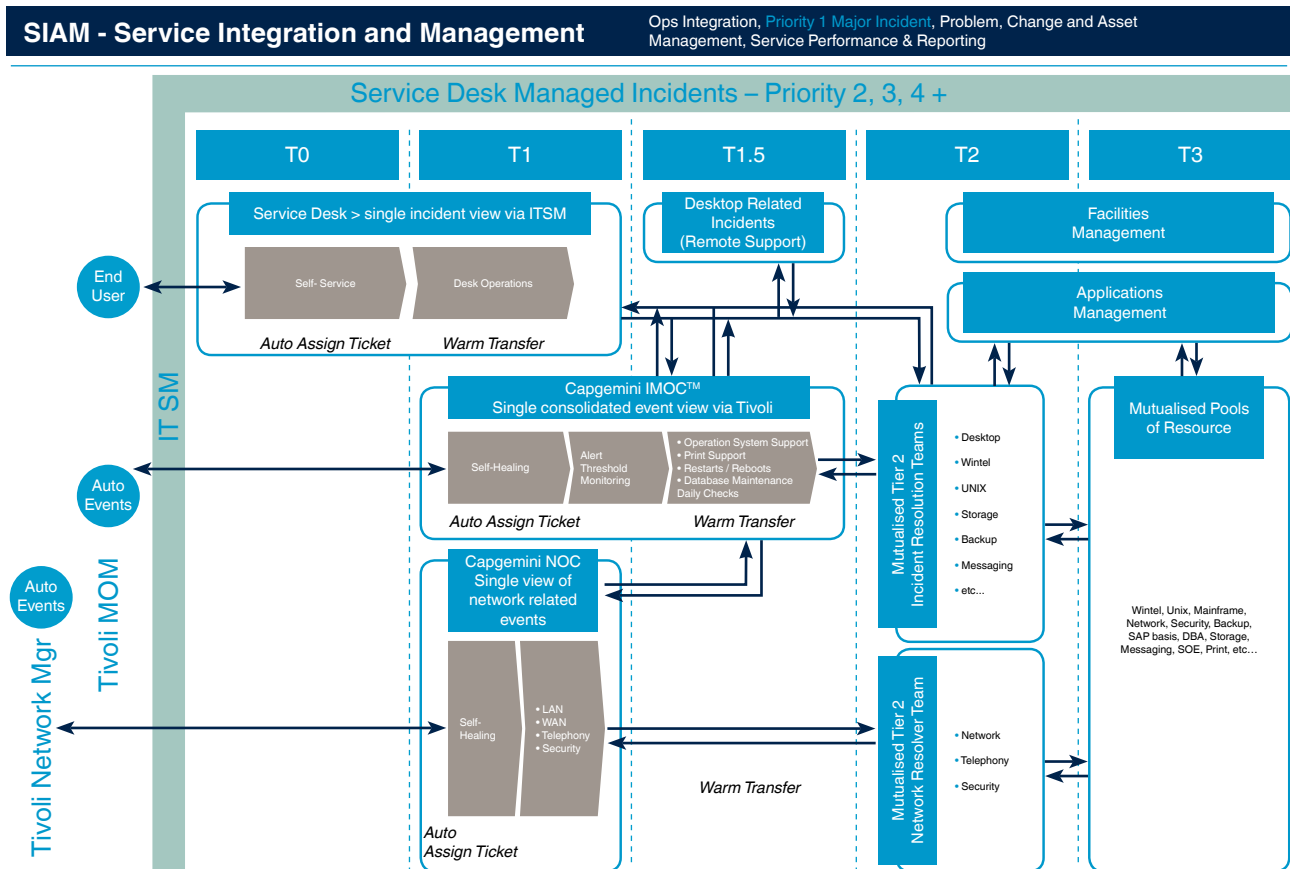 SIAM - Service Integration and Management
Ops Integration, Priority 1 Major Incident, Problem, Change and Asset
Management, Service Performance & Reporting
Service Desk Managed Incidents – Priority 2, 3, 4 +
IT SM
T0
T1
T1.5
T2
T3
Service Desk > single incident view via ITSM
Self- Service
Desk Operations
Auto Assign Ticket
Warm Transfer
Desktop Related
Incidents
(Remote Support)
Facilities
Management
Applications
Management
End
User
Auto
Events
Tivoli MOM
Auto
Events
Tivoli Network Mgr
Capgemini IMOC™
Single consolidated event view via Tivoli
Self-Healing
Alert
Threshold
Monitoring
• Operation System Support
• Print Support
• Restarts / Reboots
• Database Maintenance
Daily Checks
Auto Assign Ticket
Warm Transfer
Capgemini NOC
Single view of
network related
events
Self-
Healing
• LAN
• WAN
• Telephony
• Security
Auto
Assign Ticket
Warm Transfer
Mutualised Tier 2
Incident Resolution Teams
• Desktop
• Wintel
• UNIX
• Storage
• Backup
• Messaging
• etc...
Mutualised Tier 2
Network Resolver Team
• Network
• Telephony
• Security
Mutualised Pools
of Resource
Wintel, Unix, Mainframe,
Network, Security, Backup,
SAP basis, DBA, Storage,
Messaging, SOE, Print, etc…